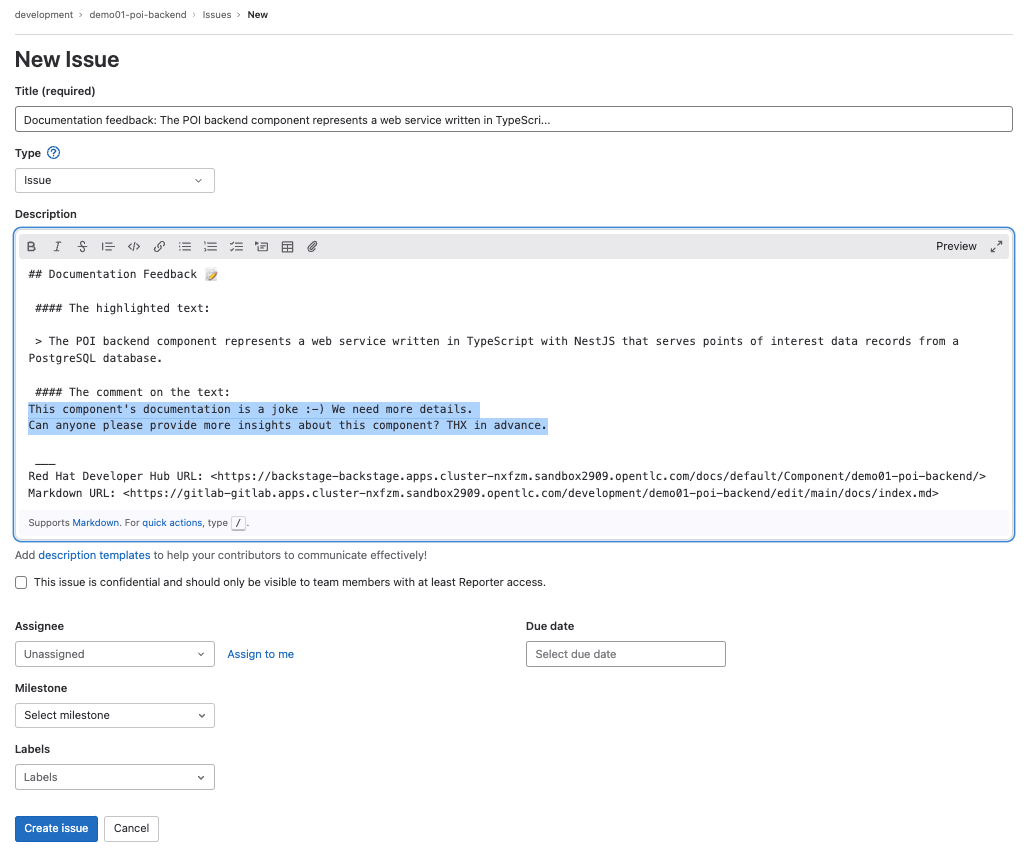 development › demo01-poi-backend › Issues › New
New Issue
Title (required)
Documentation feedback: The POI backend component represents a web service written in TypeScri...
Type
Issue
Description
Preview
## Documentation Feedback 📝
#### The highlighted text:
> The POI backend component represents a web service written in TypeScript with NestJS that serves points of interest data records from a
PostgreSQL database.
#### The comment on the text:
This component's documentation is a joke :-) We need more details.
Can anyone please provide more insights about this component? THX in advance.
___
Red Hat Developer Hub URL: <https://backstage-backstage.apps.cluster-nxfzm.sandbox2909.opentlc.com/docs/default/Component/demo01-poi-backend/>
Markdown URL: <https://gitlab-gitlab.apps.cluster-nxfzm.sandbox2909.opentlc.com/development/demo01-poi-backend/edit/main/docs/index.md>
Supports Markdown. For quick actions, type /.
Add description templates to help your contributors to communicate effectively!
This issue is confidential and should only be visible to team members with at least Reporter access.
Assignee
Unassigned
Assign to me
Due date
Select due date
Milestone
Select milestone
Labels
Labels
Create issue
Cancel